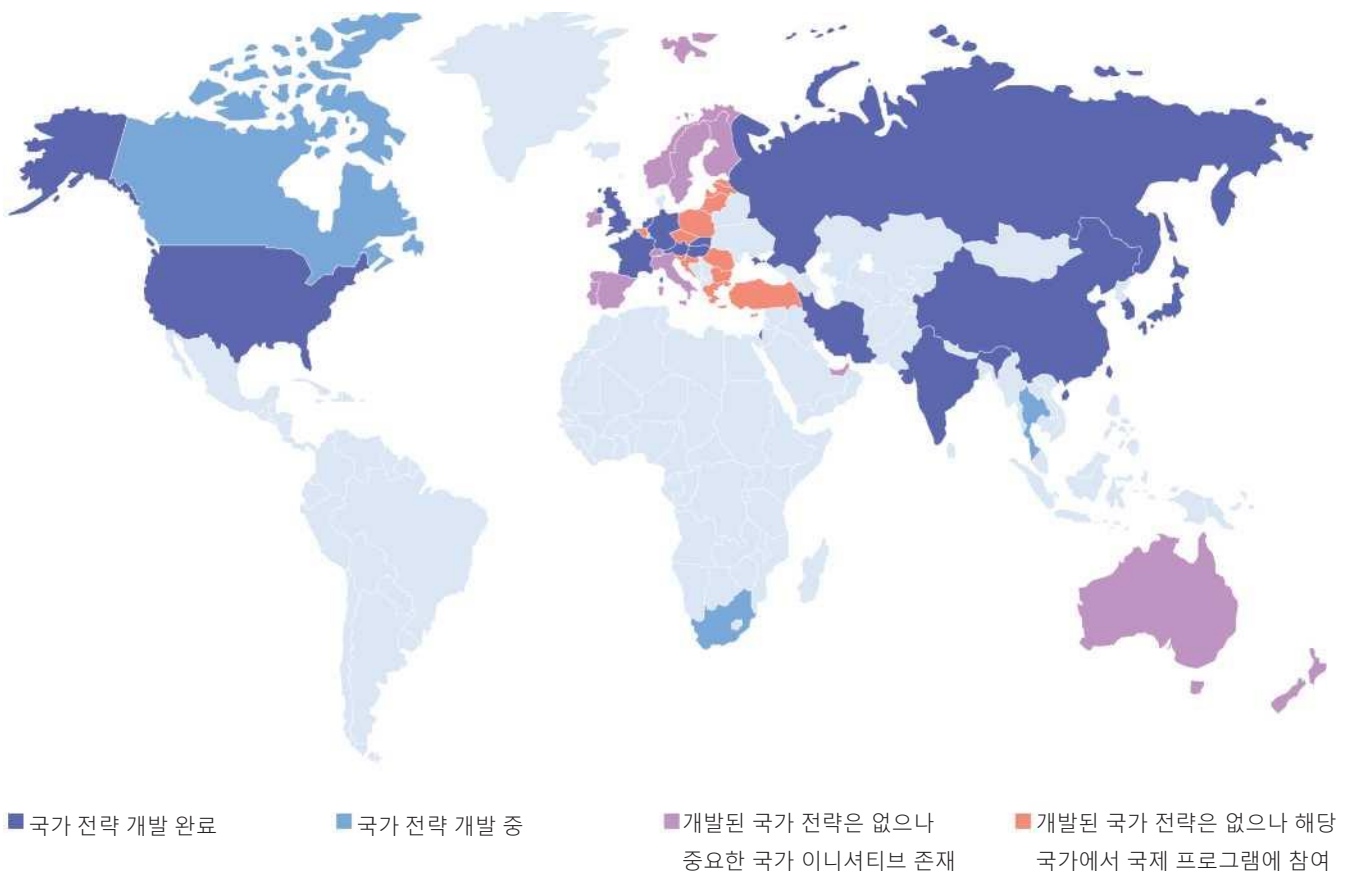 국가 전략 개발 완료
국가 전략 개발 중
개발된 국가 전략은 없으나
중요한 국가 이니셔티브 존재
개발된 국가 전략은 없으나 해당
국가에서 국제 프로그램에 참여